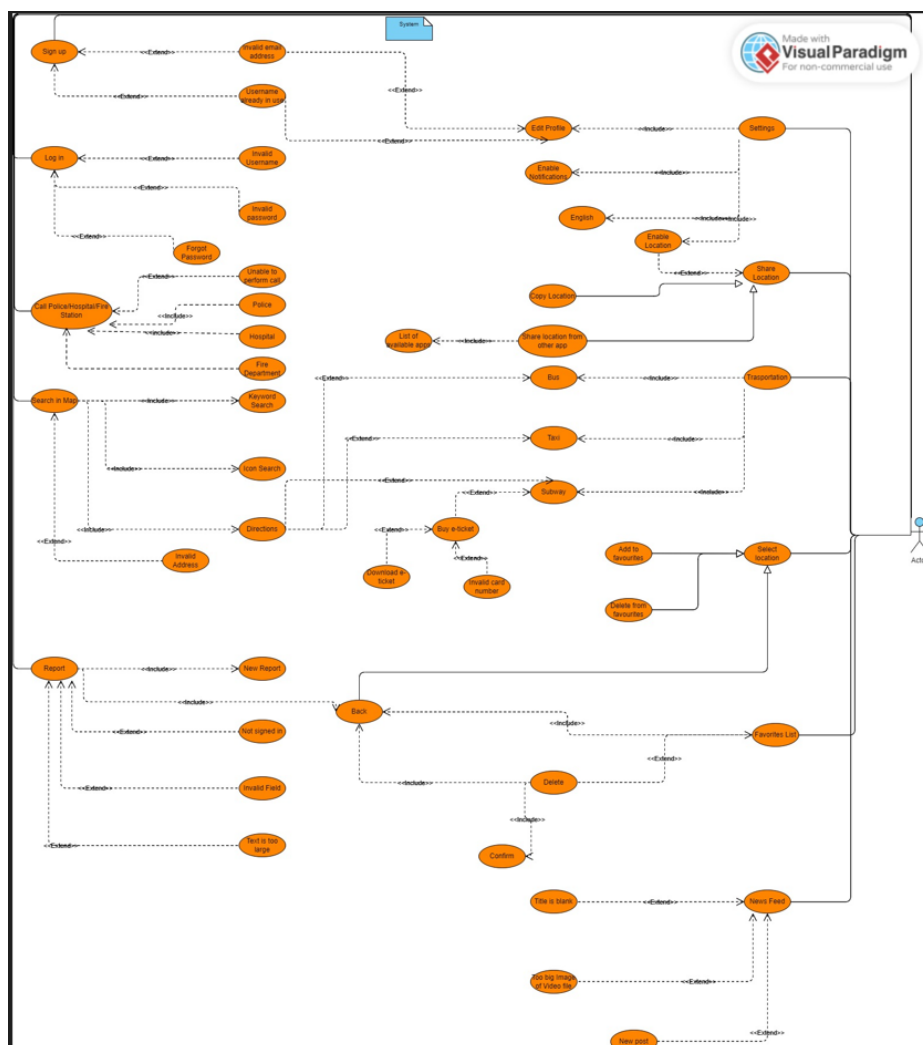 System
Made with
VisualParadigm
For non-commercial use
Sign up
<<Extend>>
Invalid email
address
<<Extend>>
<<Extend>>
Username
already in use
<<Extend>>
Edit Profile
<<Include>>
Settings
Log in
<<Extend>>
Invalid
Username
Enable
Notifications
<<Include>>
<<Extend>>
Invalid
password
English
<<Include>>
<<Include>>
<<Extend>>
Forgot
Password
Enable
Location
<<Extend>>
Share
Location
<<Extend>>
Unable to
perform call
Call Police/Hospital/Fire
Station
Police
<<Include>>
<<Include>>
Hospital
Copy Location
List of
available apps
<<Include>>
Share location from
other app
Fire
Department
<<Extend>>
Bus
<<Include>>
Trasportation
Search in Map
<<Include>>
Keyword
Search
<<Extend>>
Taxi
<<Include>>
<<Include>>
Icon Search
<<Extend>>
<<Extend>>
Subway
<<Include>>
<<Include>>
Directions
<<Extend>>
Buy e-ticket
<<Extend>>
Invalid
Address
<<Extend>>
Download e-
ticket
Invalid card
number
Add to
favourites
Select
location
Acto
Delete from
favourites
Report
<<Include>>
New Report
<<Include>>
Back
<<Include>>
Favorites List
<<Extend>>
Not signed in
<<Include>>
Delete
<<Extend>>
<<Extend>>
Invalid Field
<<Include>>
<<Extend>>
Text is too
large
Confirm
Title is blank
<<Extend>>
News Feed
Too big image
of Video file
<<Extend>>
<<Extend>>
New post